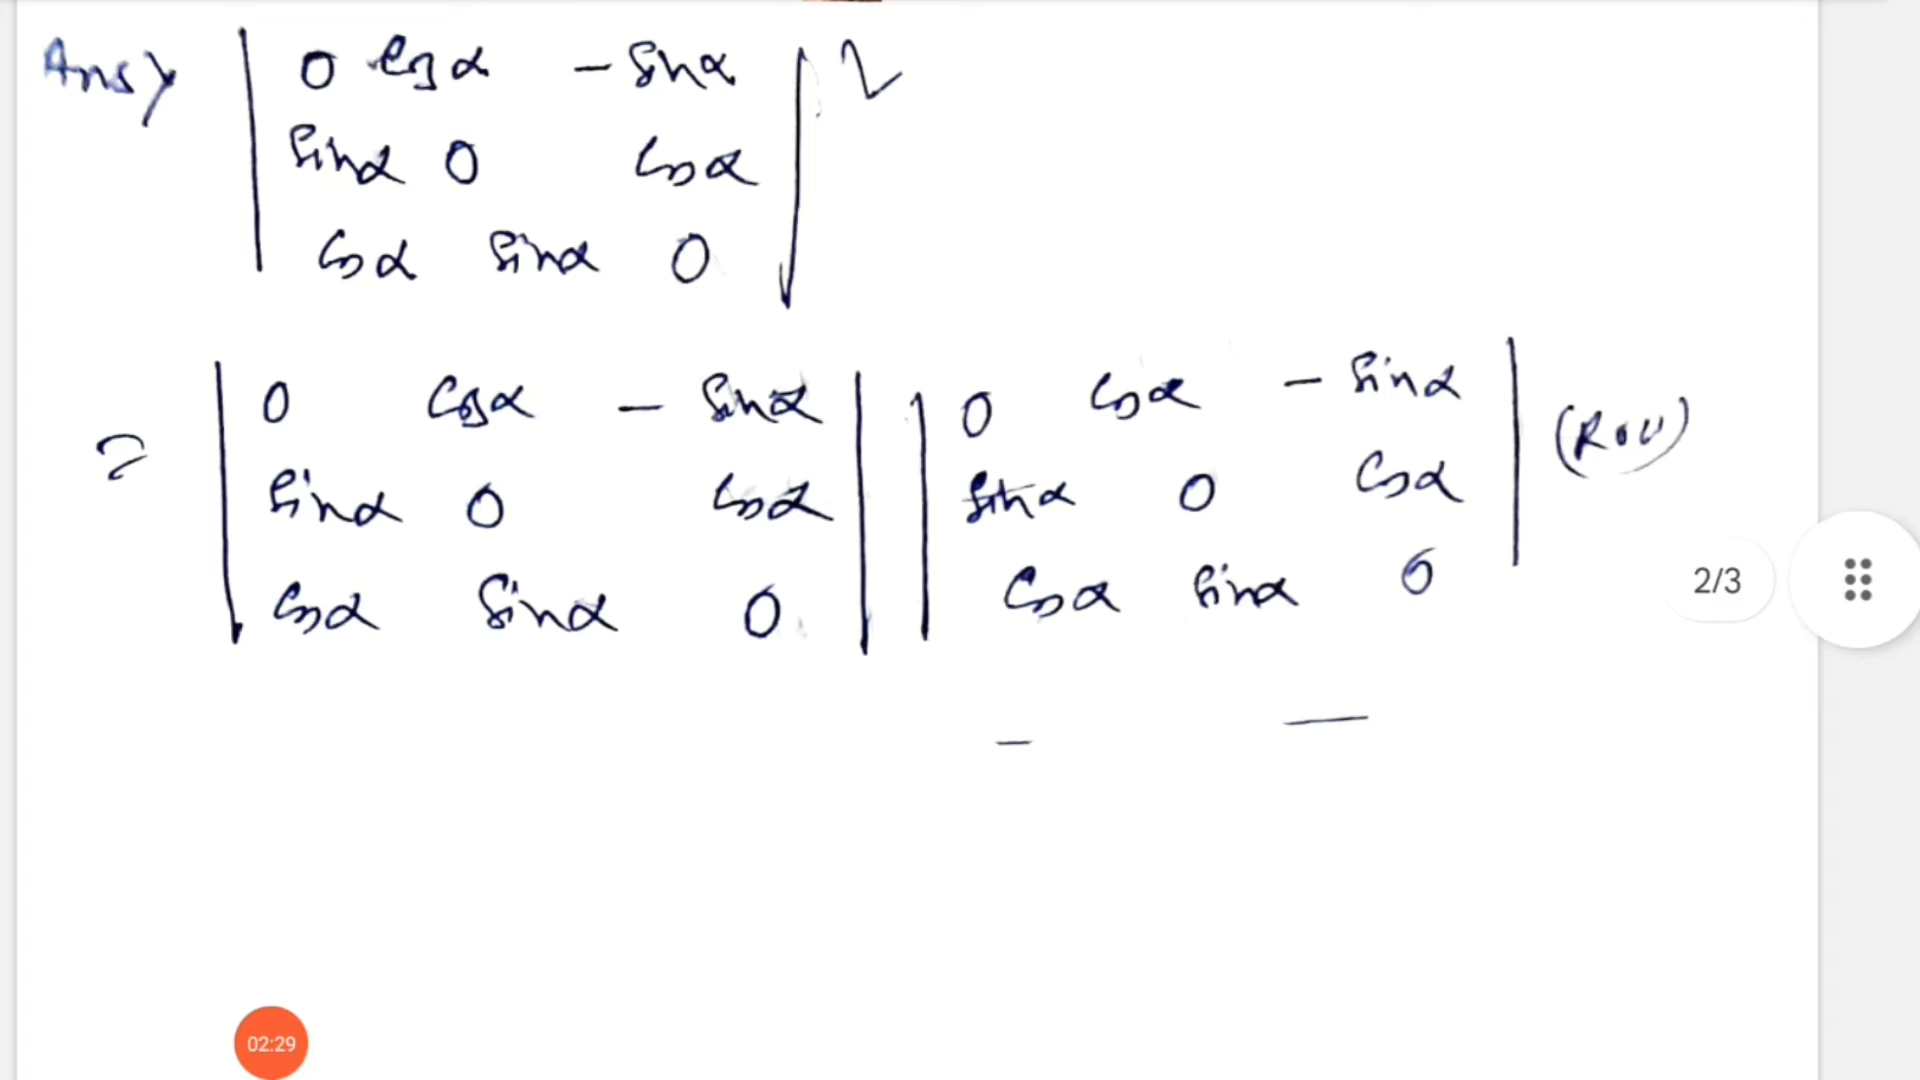 Ans> | 0 cosα - sinα | 2
| sinα 0 cosα |
| cosα sinα 0 |
= | 0 cosα - sinα | | 0 cosα - sinα | (Row)
| sinα 0 cosα | | sinα 0 cosα |
| cosα sinα 0 | | cosα sinα 0 |
2/3
02:29